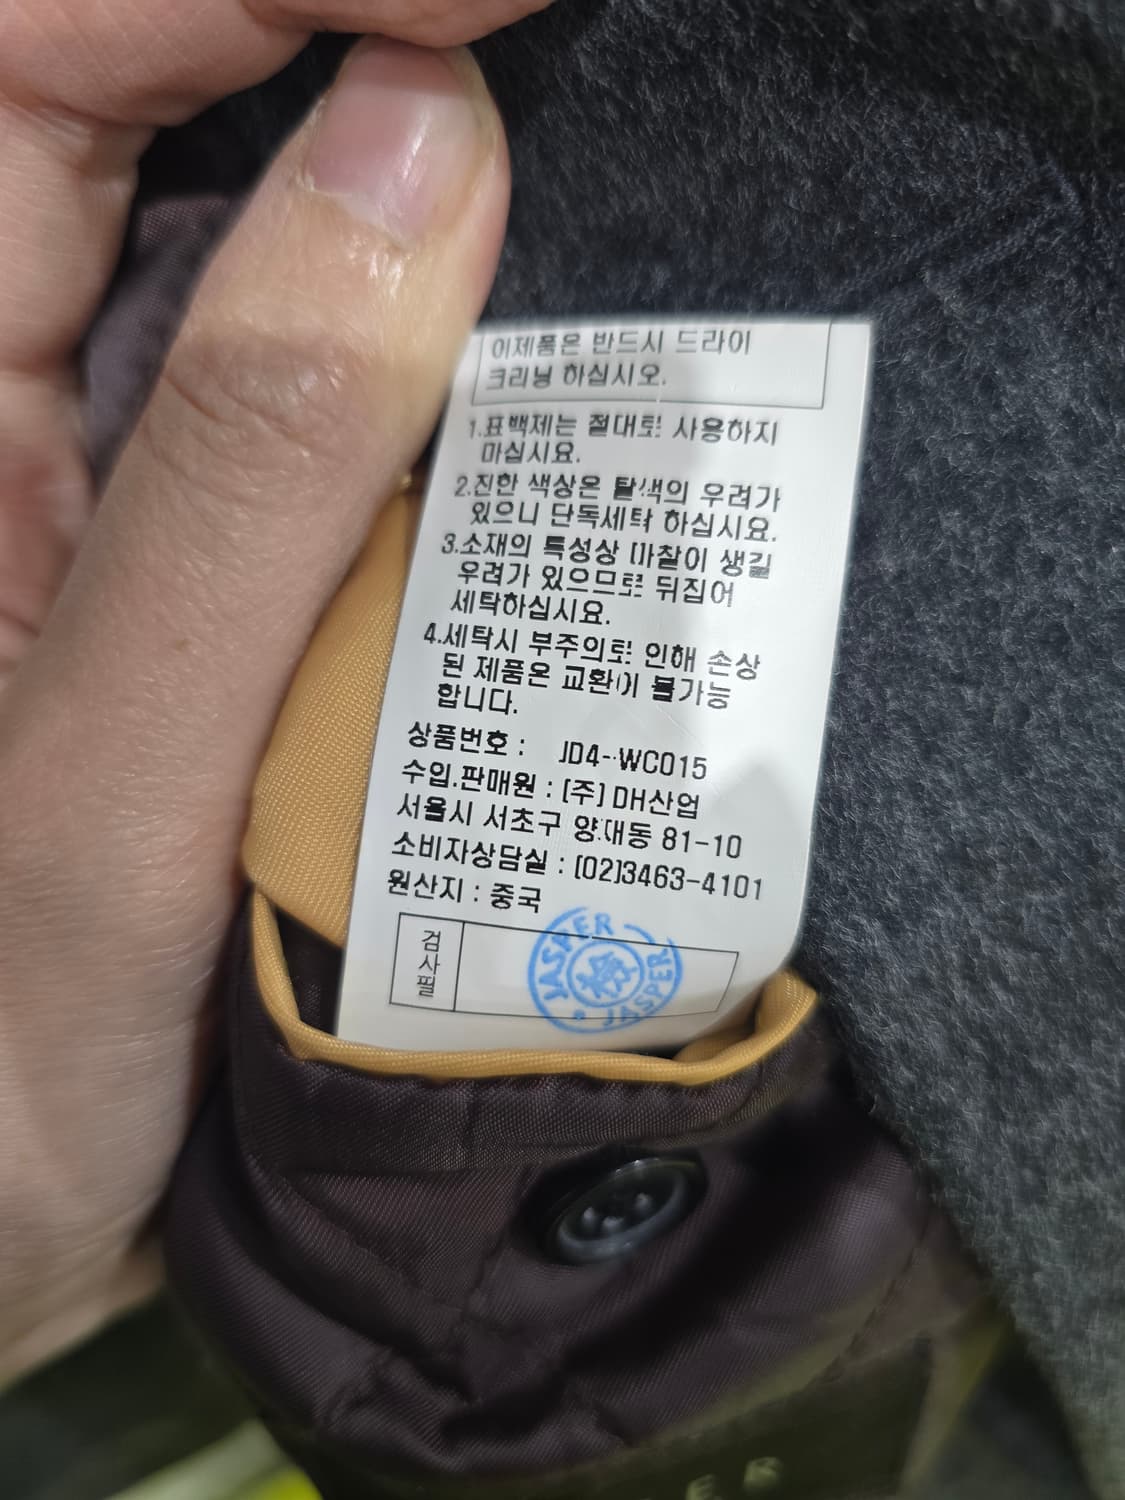 이제품은 반드시 드라이
크리닝 하십시오.
1.표백제는 절대로 사용하지
마십시요.
2.진한 색상은 탈색의 우려가
있으니 단독세탁 하십시요.
3.소재의 특성상 마찰이 생길
우려가 있으므로 뒤집어
세탁하십시요.
4.세탁시 부주의로 인해 손상
된 제품은 교환이 불가능
합니다.
상품번호 : JD4-WC015
수입.판매원 : [주] DH산업
서울시 서초구 양재동 81-10
소비자상담실 : [02]3463-4101
원산지 : 중국
검사필
JASPER
JASPER
ER